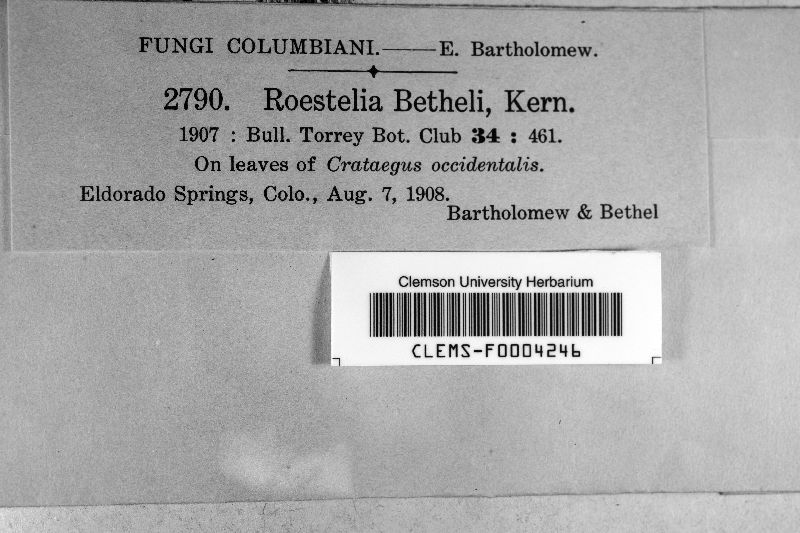 FUNGI COLUMBIANI.——E. Bartholomew.
2790. Roestelia Betheli, Kern.
1907 : Bull. Torrey Bot. Club 34 : 461.
On leaves of Crataegus occidentalis.
Eldorado Springs, Colo., Aug. 7, 1908.
Bartholomew & Bethel
Clemson University Herbarium
CLEMS-F0004246